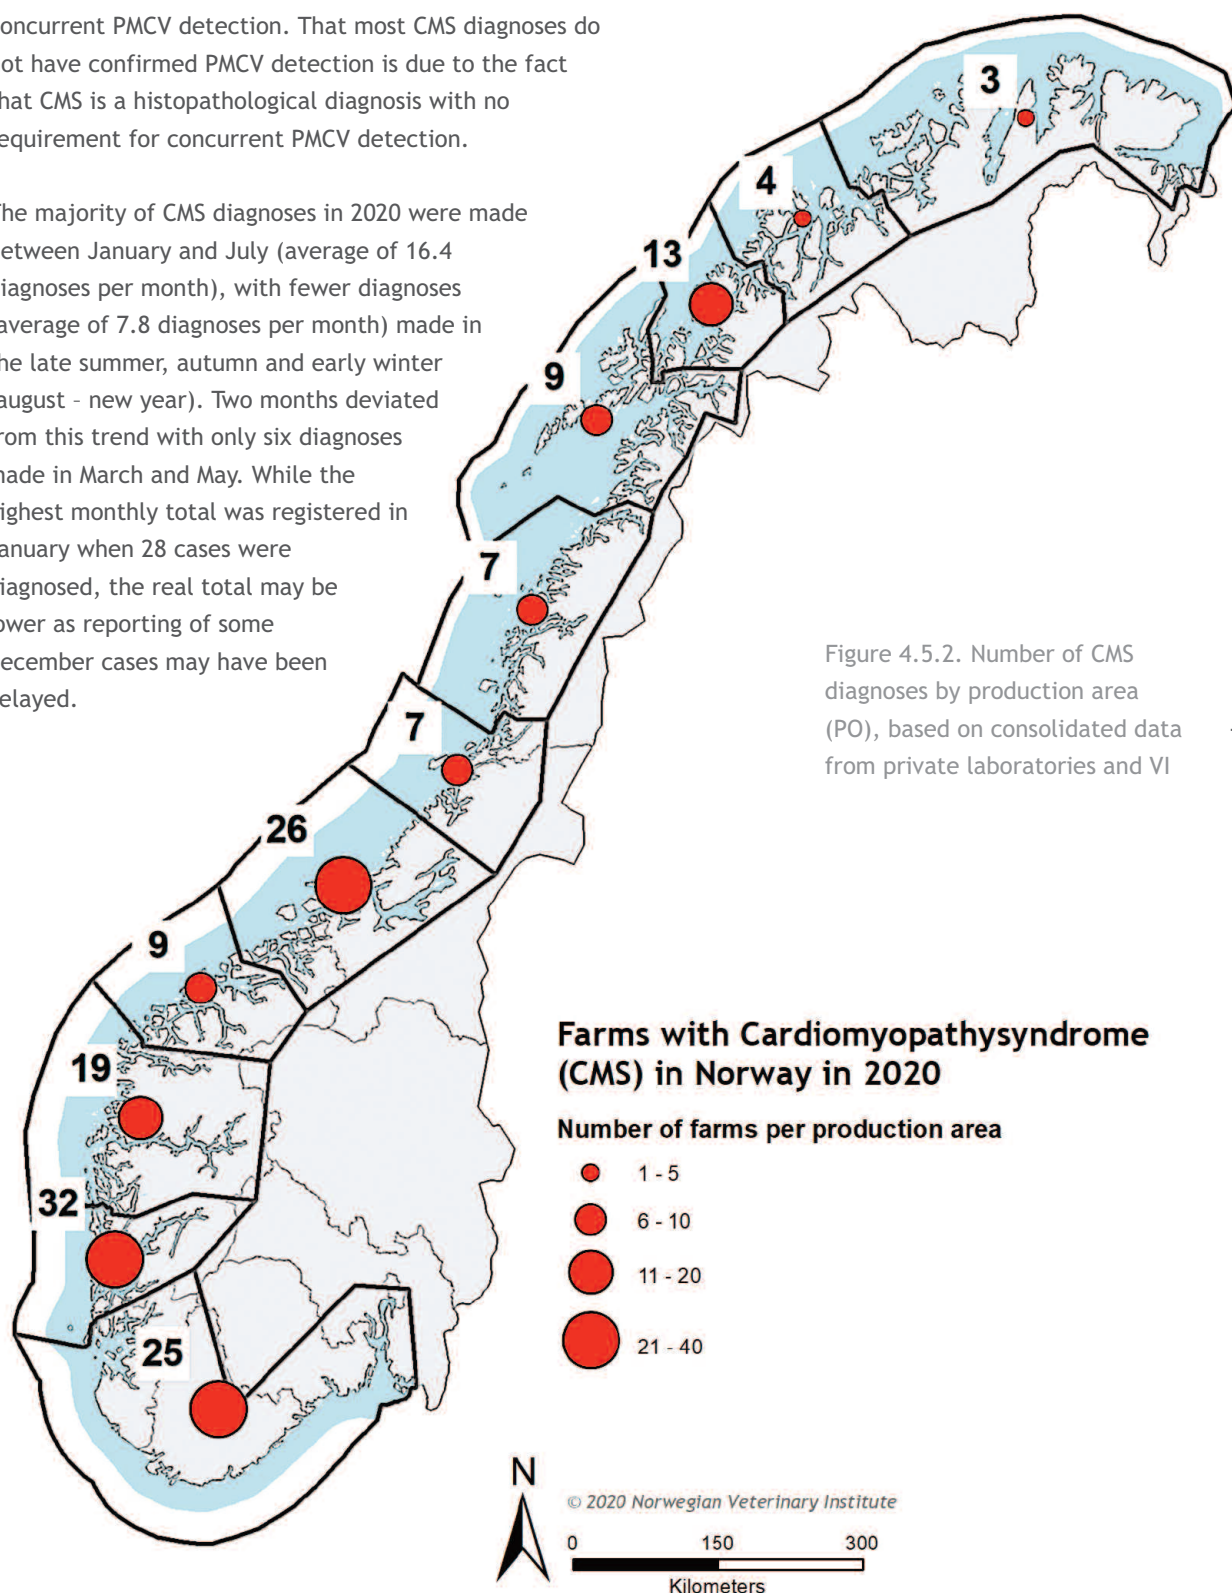 oncurrent PMCV detection. That most CMS diagnoses do
ot have confirmed PMCV detection is due to the fact
hat CMS is a histopathological diagnosis with no
equirement for concurrent PMCV detection.
he majority of CMS diagnoses in 2020 were made
etween January and July (average of 16.4
iagnoses per month), with fewer diagnoses
average of 7.8 diagnoses per month) made in
he late summer, autumn and early winter
august - new year). Two months deviated
rom this trend with only six diagnoses
nade in March and May. While the
ighest monthly total was registered in
anuary when 28 cases were
iagnosed, the real total may be
ower as reporting of some
ecember cases may have been
elayed.
3
4
13
9
7
7
26
9
19
32
25
Figure 4.5.2. Number of CMS
diagnoses by production area
(PO), based on consolidated data
from private laboratories and VI
Farms with Cardiomyopathysyndrome
(CMS) in Norway in 2020
Number of farms per production area
1 - 5
6 - 10
11 - 20
21 - 40
N
© 2020 Norwegian Veterinary Institute
0 150 300
Kilometers